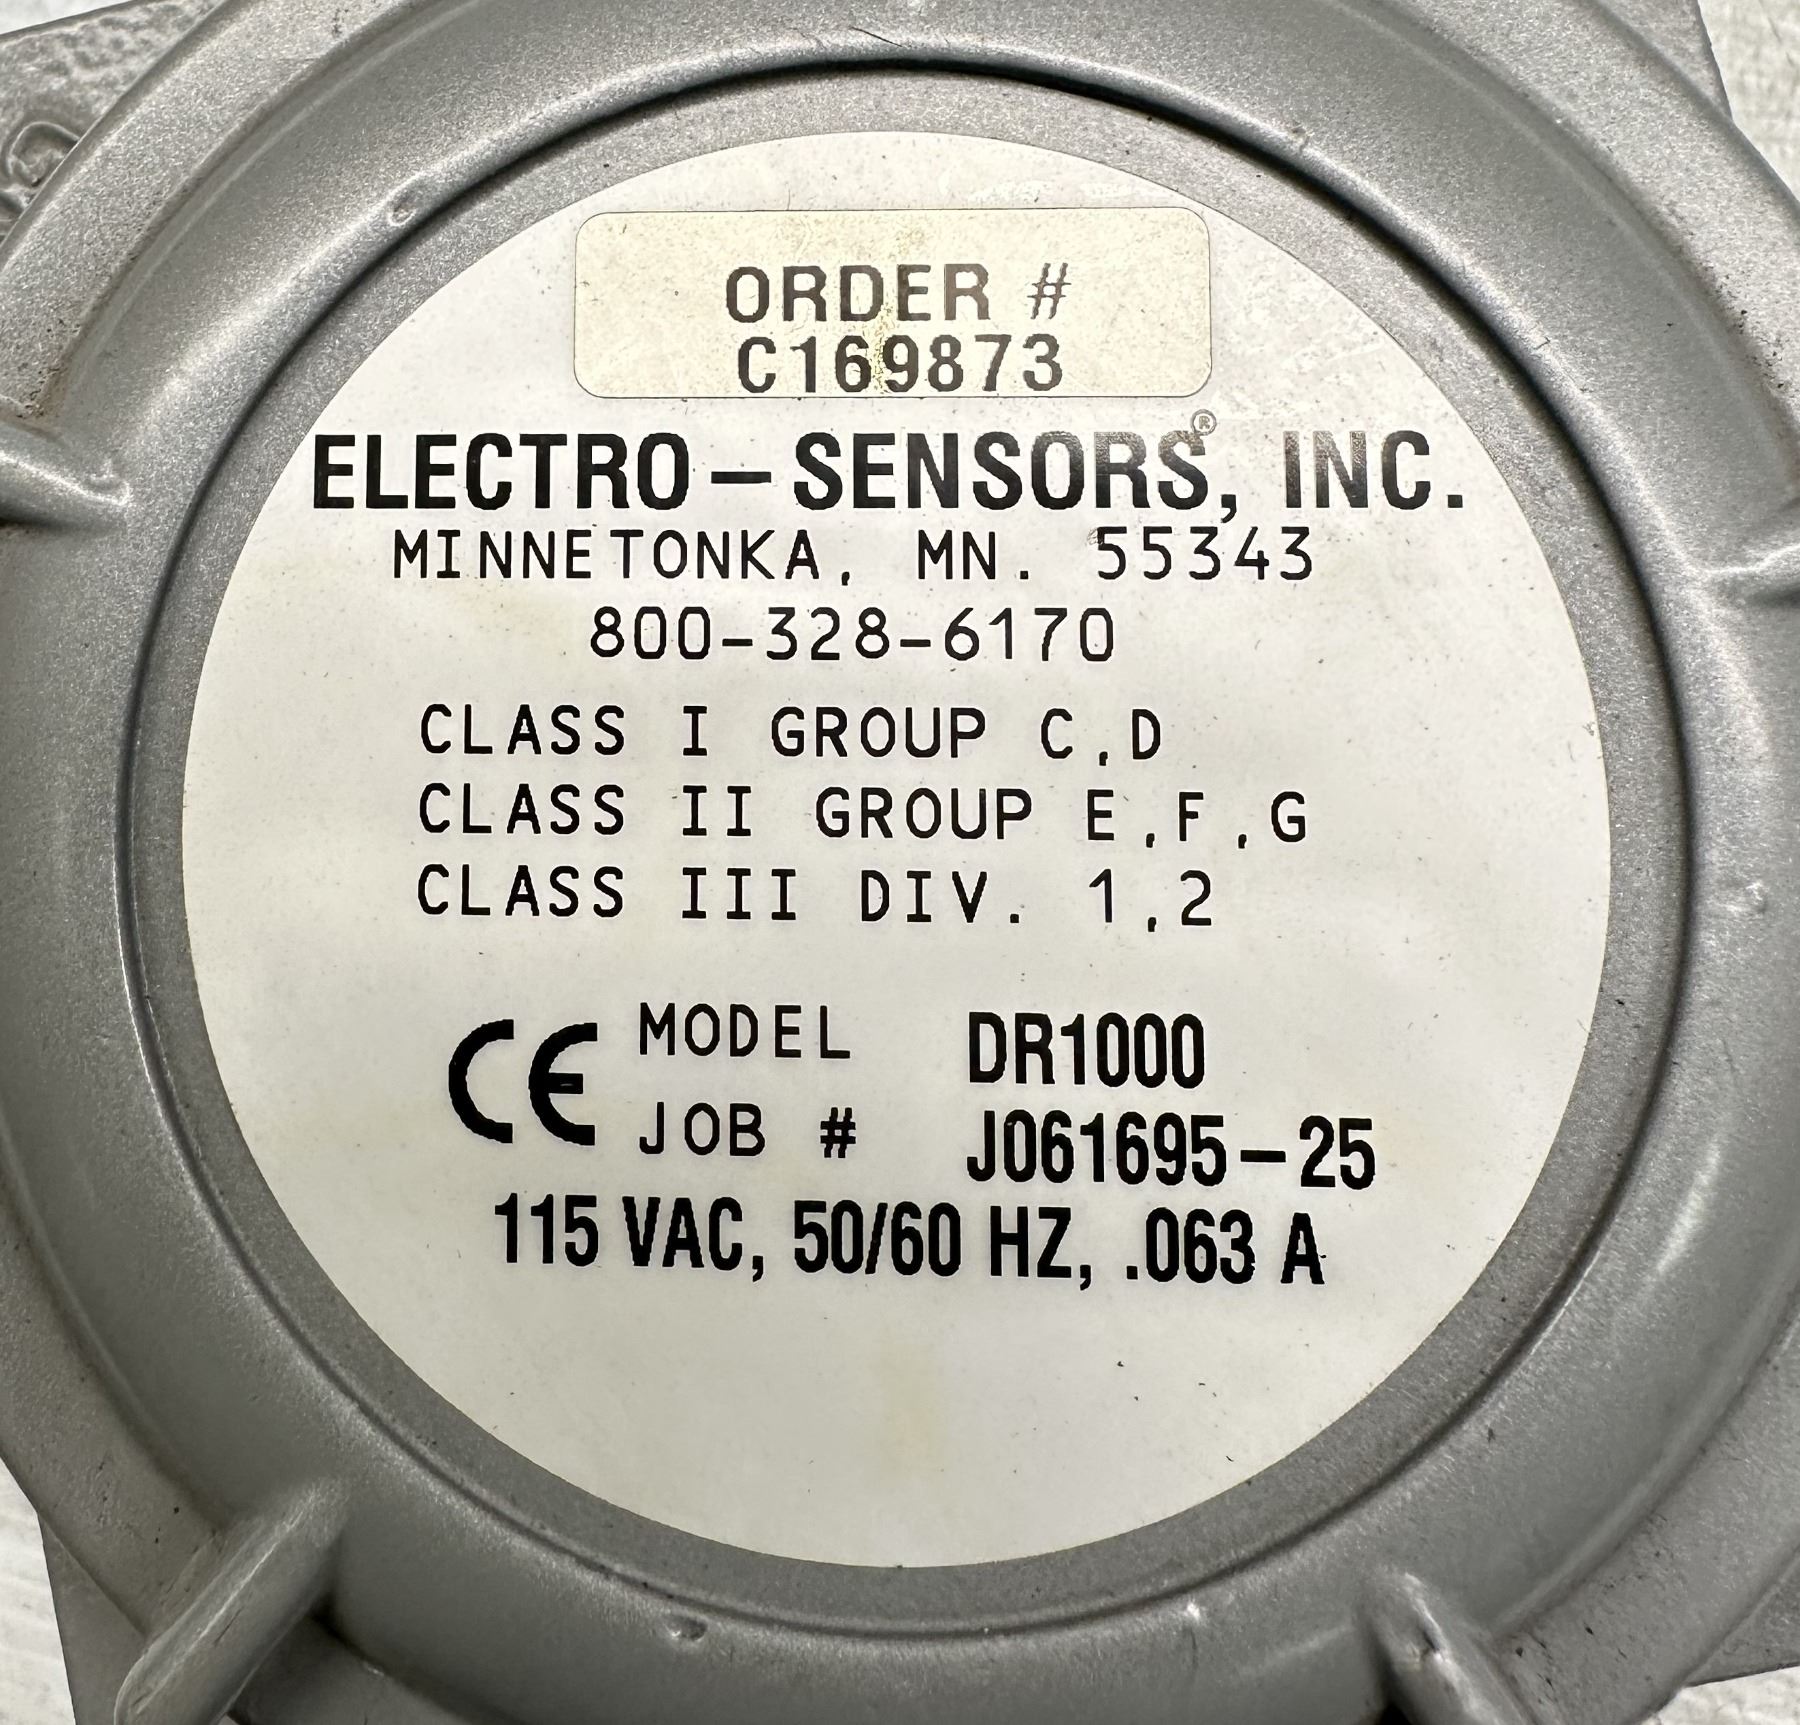 ORDER #
C169873
ELECTRO-SENSORS®, INC.
MINNETONKA, MN. 55343
800-328-6170
CLASS I GROUP C,D
CLASS II GROUP E,F,G
CLASS III DIV. 1,2
CE MODEL DR1000
JOB # J061695-25
115 VAC, 50/60 HZ, .063 A